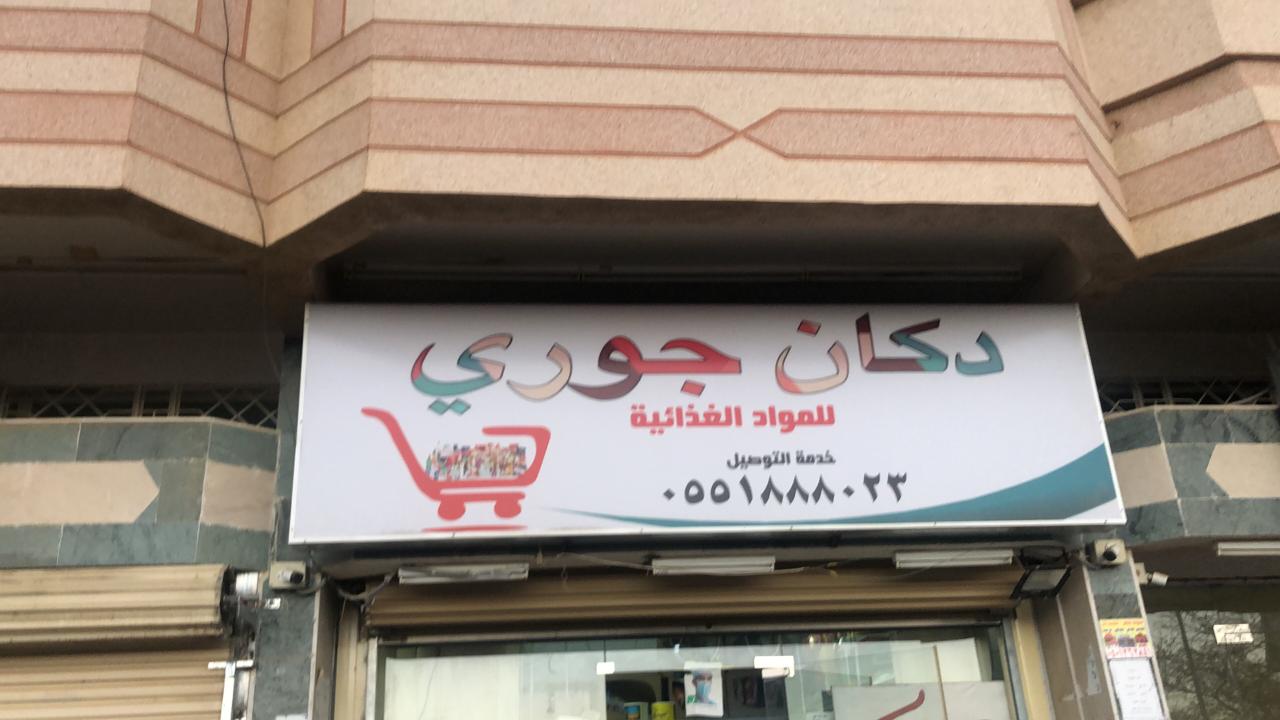 دكان جوري
للمواد الغذائية
خدمة التوصيل
٠٥٥١٨٨٨٠٢٣